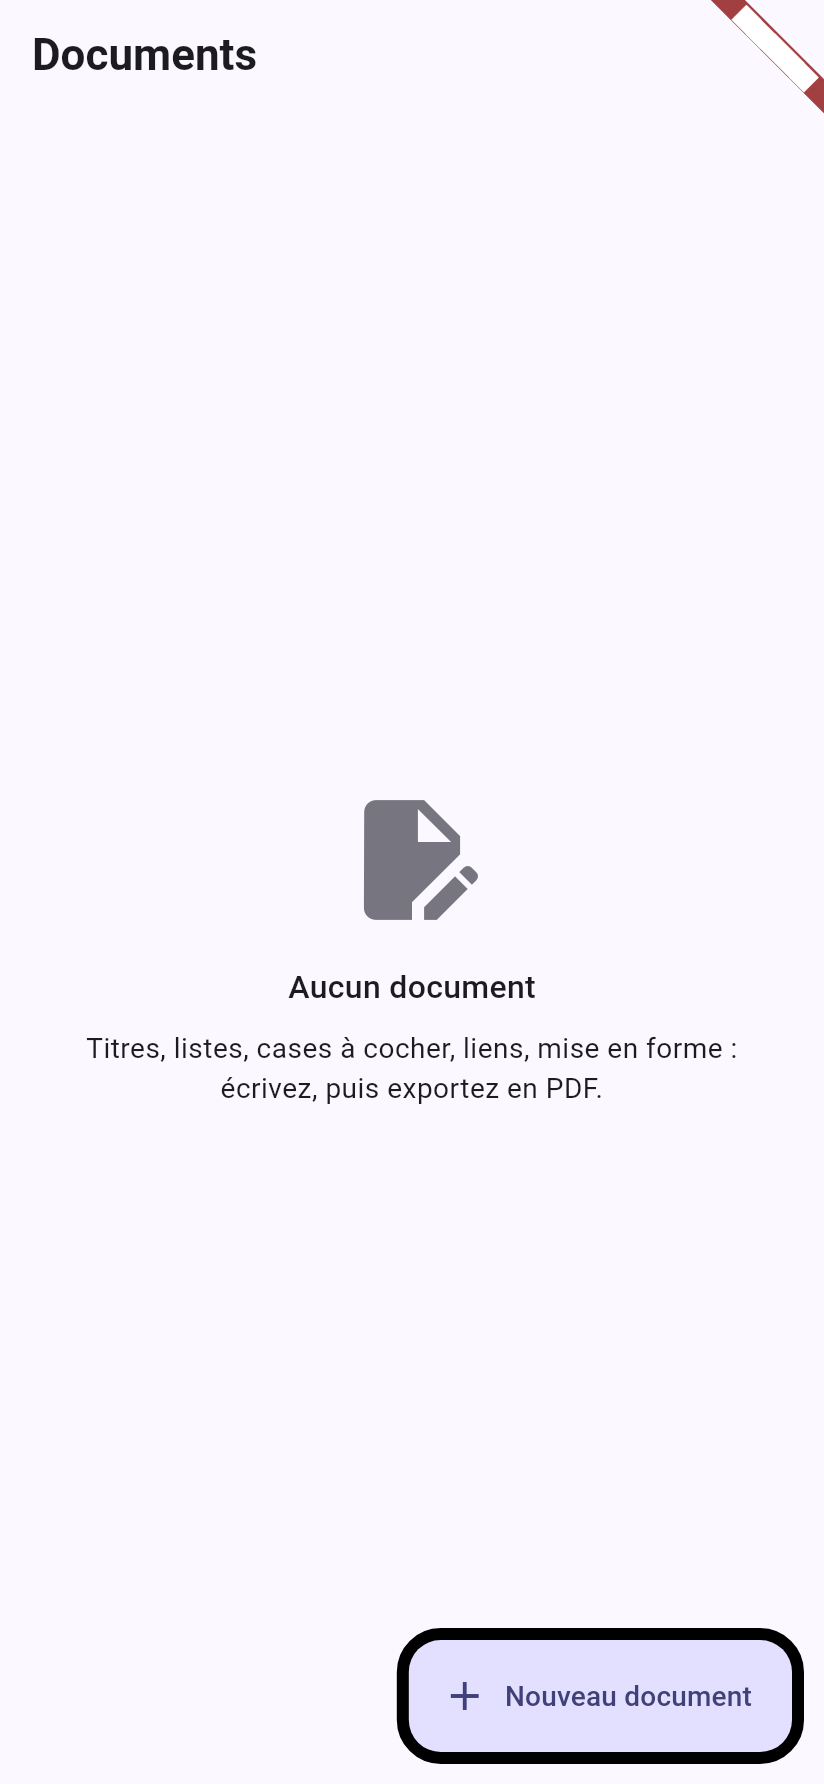 Documents
Aucun document
Titres, listes, cases à cocher, liens, mise en forme :
écrivez, puis exportez en PDF.
Nouveau document